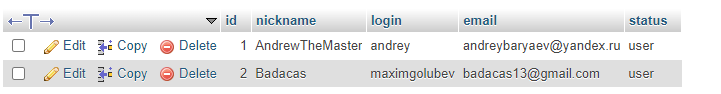 id nickname login email status
Edit Copy Delete 1 AndrewTheMaster andrey andreybaryaev@yandex.ru user
Edit Copy Delete 2 Badacas maximgolubev badacas13@gmail.com user